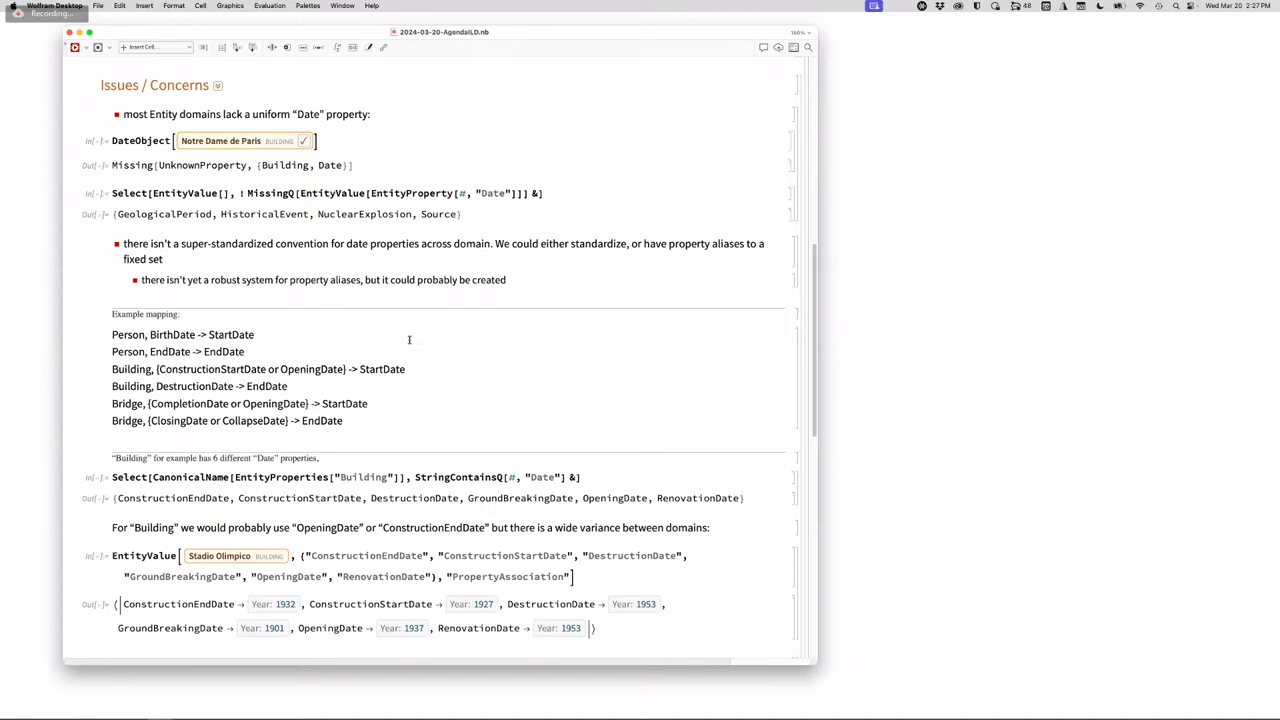 Wolfram Desktop File Edit Insert Format Cell Graphics Evaluation Palettes Window Help 48 Wed Mar 20 2:27PM
Recording...
2024-03-20-AgendaILD.nb 160%
Insert Cell...
Issues / Concerns
most Entity domains lack a uniform “Date” property:
In[-]:= DateObject[ Notre Dame de Paris BUILDING ✓ ]
Out[-]= Missing[UnknownProperty, {Building, Date}]
In[-]:= Select[EntityValue[], ! MissingQ[EntityValue[EntityProperty[#, "Date"]]] &]
Out[-]= {GeologicalPeriod, HistoricalEvent, NuclearExplosion, Source}
there isn’t a super-standardized convention for date properties across domain. We could either standardize, or have property aliases to a
fixed set
there isn’t yet a robust system for property aliases, but it could probably be created
Example mapping:
Person, BirthDate -> StartDate
Person, EndDate -> EndDate
Building, {ConstructionStartDate or OpeningDate} -> StartDate
Building, DestructionDate -> EndDate
Bridge, {CompletionDate or OpeningDate} -> StartDate
Bridge, {ClosingDate or CollapseDate} -> EndDate
“Building” for example has 6 different “Date” properties,
In[-]:= Select[CanonicalName[EntityProperties["Building"]], StringContainsQ[#, "Date"] &]
Out[-]= {ConstructionEndDate, ConstructionStartDate, DestructionDate, GroundBreakingDate, OpeningDate, RenovationDate}
For “Building” we would probably use “OpeningDate” or “ConstructionEndDate” but there is a wide variance between domains:
In[-]:= EntityValue[ Stadio Olimpico BUILDING , {"ConstructionEndDate", "ConstructionStartDate", "DestructionDate",
"GroundBreakingDate", "OpeningDate", "RenovationDate"}, "PropertyAssociation"]
Out[-]= <|ConstructionEndDate → Year: 1932 , ConstructionStartDate → Year: 1927 , DestructionDate → Year: 1953 ,
GroundBreakingDate → Year: 1901 , OpeningDate → Year: 1937 , RenovationDate → Year: 1953 |>